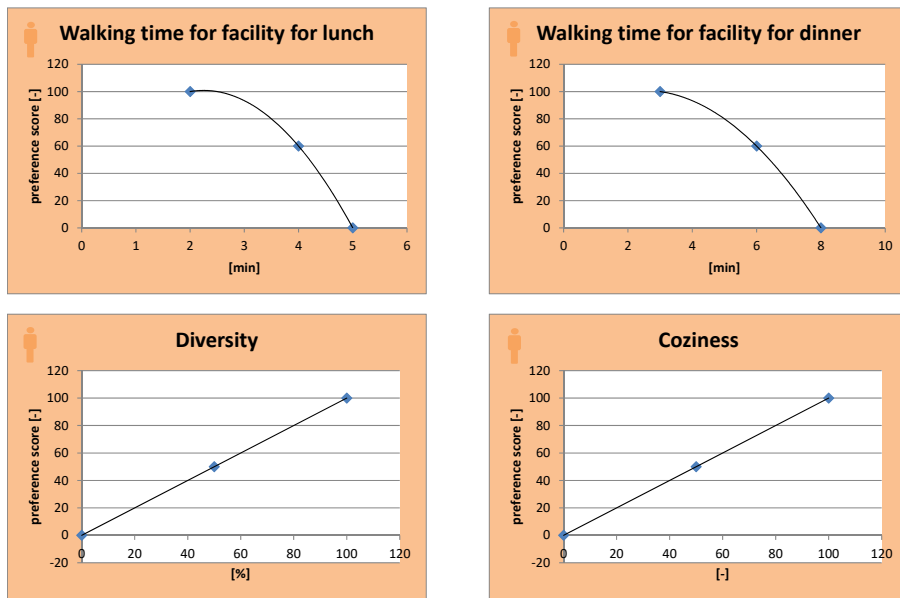 Walking time for facility for lunch
preference score [-]
120
100
80
60
40
20
0
0 1 2 3 4 5 6
[min]
Walking time for facility for dinner
preference score [-]
120
100
80
60
40
20
0
0 2 4 6 8 10
[min]
Diversity
preference score [-]
120
100
80
60
40
20
0
-20
0 20 40 60 80 100 120
[%]
Coziness
preference score [-]
120
100
80
60
40
20
0
-20
0 20 40 60 80 100 120
[-]